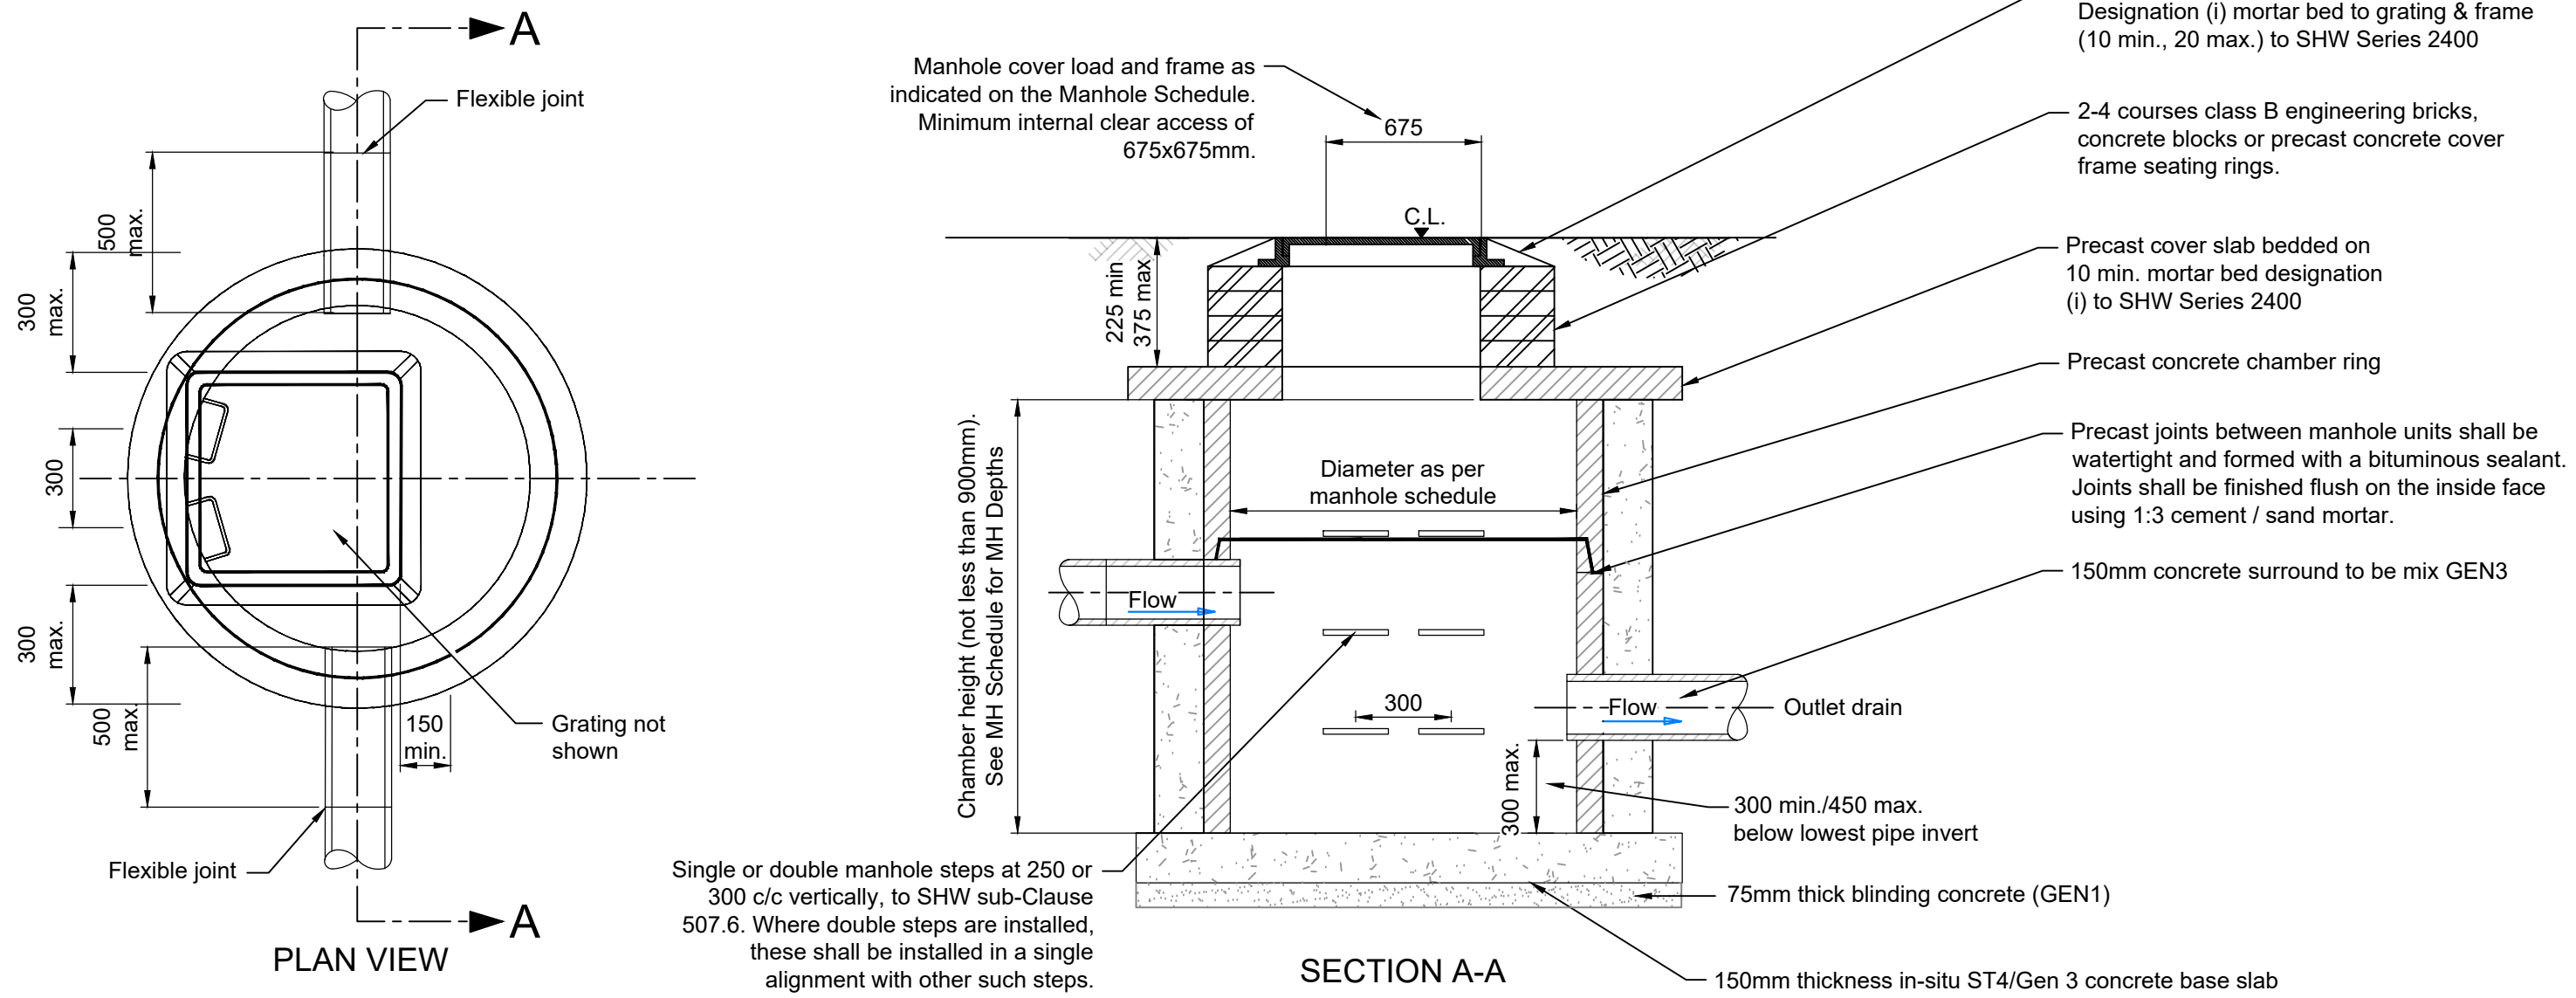 A
Flexible joint
500
max.
300
max.
300
300
max.
500
max.
150
min.
Grating not
shown
Flexible joint
A
PLAN VIEW
Manhole cover load and frame as
indicated on the Manhole Schedule.
Minimum internal clear access of
675x675mm.
675
C.L.
225 min
375 max
Chamber height (not less than 900mm).
See MH Schedule for MH Depths
Diameter as per
manhole schedule
Flow
300
Flow
Outlet drain
300 max.
300 min./450 max.
below lowest pipe invert
Single or double manhole steps at 250 or
300 c/c vertically, to SHW sub-Clause
507.6. Where double steps are installed,
these shall be installed in a single
alignment with other such steps.
SECTION A-A
Designation (i) mortar bed to grating & frame
(10 min., 20 max.) to SHW Series 2400
2-4 courses class B engineering bricks,
concrete blocks or precast concrete cover
frame seating rings.
Precast cover slab bedded on
10 min. mortar bed designation
(i) to SHW Series 2400
Precast concrete chamber ring
Precast joints between manhole units shall be
watertight and formed with a bituminous sealant.
Joints shall be finished flush on the inside face
using 1:3 cement / sand mortar.
150mm concrete surround to be mix GEN3
75mm thick blinding concrete (GEN1)
150mm thickness in-situ ST4/Gen 3 concrete base slab